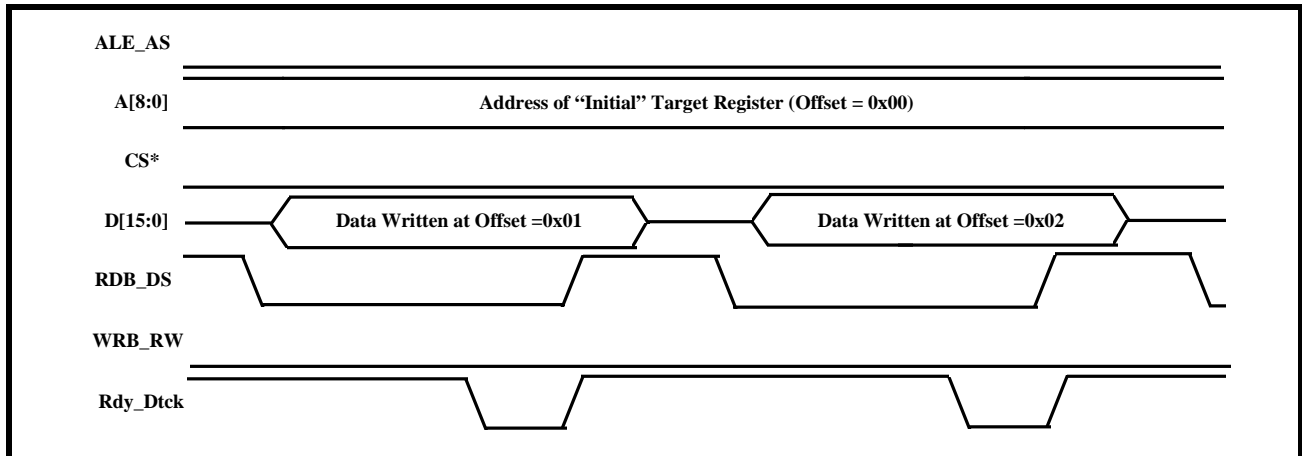 ALE_AS
A[8:0] Address of “Initial” Target Register (Offset = 0x00)
CS*
D[15:0] Data Written at Offset =0x01 Data Written at Offset =0x02
RDB_DS
WRB_RW
Rdy_Dtck